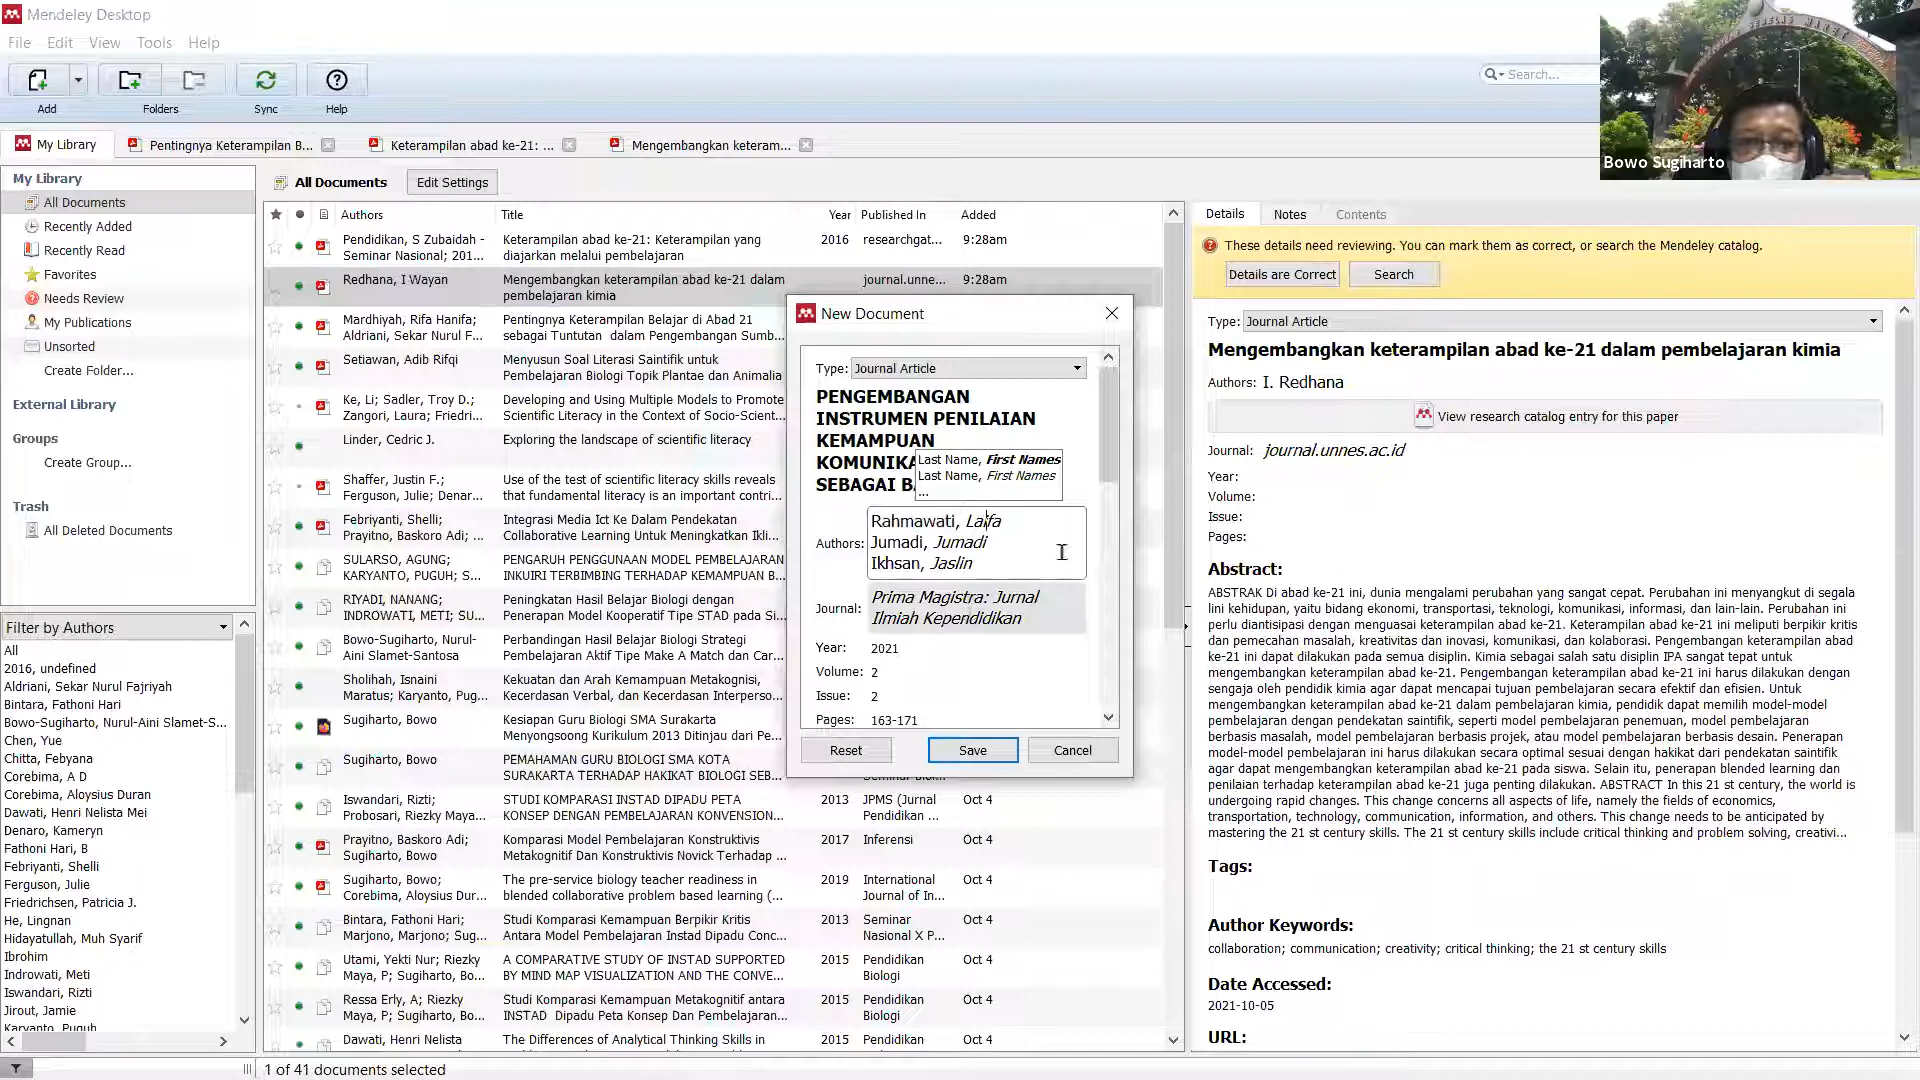 Mendeley Desktop
File Edit View Tools Help
Add Folders Sync Help
Search...
Bowo Sugiharto
My Library Pentingnya Keterampilan B... Keterampilan abad ke-21: ... Mengembangkan keteram...
My Library
All Documents
Recently Added
Recently Read
Favorites
Needs Review
My Publications
Unsorted
Create Folder...
External Library
Groups
Create Group...
Trash
All Deleted Documents
Filter by Authors
All
2016, undefined
Aldriani, Sekar Nurul Fajriyah
Bintara, Fathoni Hari
Bowo-Sugiharto, Nurul-Aini Slamet-S...
Chen, Yue
Chitta, Febyana
Corebima, A D
Corebima, Aloysius Duran
Dawati, Henri Nelista Mei
Denaro, Kameryn
Fathoni Hari, B
Febriyanti, Shelli
Ferguson, Julie
Friedrichsen, Patricia J.
He, Lingnan
Hidayatullah, Muh Syarif
Ibrohim
Indrowati, Meti
Iswandari, Rizti
Jirout, Jamie
Karyanto, Puguh
All Documents Edit Settings
Authors Title Year Published In Added
Pendidikan, S Zubaidah - Keterampilan abad ke-21: Keterampilan yang 2016 researchgat... 9:28am
Seminar Nasional; 201... diajarkan melalui pembelajaran
Redhana, I Wayan Mengembangkan keterampilan abad ke-21 dalam journal.unne... 9:28am
pembelajaran kimia
Mardhiyah, Rifa Hanifa; Pentingnya Keterampilan Belajar di Abad 21
Aldriani, Sekar Nurul F... sebagai Tuntutan dalam Pengembangan Sumb...
Setiawan, Adib Rifqi Menyusun Soal Literasi Saintifik untuk
Pembelajaran Biologi Topik Plantae dan Animalia
Ke, Li; Sadler, Troy D.; Developing and Using Multiple Models to Promote
Zangori, Laura; Friedri... Scientific Literacy in the Context of Socio-Scient...
Linder, Cedric J. Exploring the landscape of scientific literacy
Shaffer, Justin F.; Use of the test of scientific literacy skills reveals
Ferguson, Julie; Denar... that fundamental literacy is an important contri...
Febriyanti, Shelli; Integrasi Media Ict Ke Dalam Pendekatan
Prayitno, Baskoro Adi; ... Collaborative Learning Untuk Meningkatkan Ikli...
SULARSO, AGUNG; PENGARUH PENGGUNAAN MODEL PEMBELAJARAN
KARYANTO, PUGUH; S... INKUIRI TERBIMBING TERHADAP KEMAMPUAN B...
RIYADI, NANANG; Peningkatan Hasil Belajar Biologi dengan
INDROWATI, METI; SU... Penerapan Model Kooperatif Tipe STAD pada Si...
Bowo-Sugiharto, Nurul- Perbandingan Hasil Belajar Biologi Strategi
Aini Slamet-Santosa Pembelajaran Aktif Tipe Make A Match dan Car...
Sholihah, Isnaini Kekuatan dan Arah Kemampuan Metakognisi,
Maratus; Karyanto, Pug... Kecerdasan Verbal, dan Kecerdasan Interperso...
Sugiharto, Bowo Kesiapan Guru Biologi SMA Surakarta
Menyongsoong Kurikulum 2013 Ditinjau dari Pe...
Sugiharto, Bowo PEMAHAMAN GURU BIOLOGI SMA KOTA
SURAKARTA TERHADAP HAKIKAT BIOLOGI SEB...
Iswandari, Rizti; STUDI KOMPARASI INSTAD DIPADU PETA 2013 JPMS (Jurnal Oct 4
Probosari, Riezky Maya... KONSEP DENGAN PEMBELAJARAN KONVENSION... Pendidikan ...
Prayitno, Baskoro Adi; Komparasi Model Pembelajaran Konstruktivis 2017 Inferensi Oct 4
Sugiharto, Bowo Metakognitif Dan Konstruktivis Novick Terhadap ...
Sugiharto, Bowo; The pre-service biology teacher readiness in 2019 International Oct 4
Corebima, Aloysius Dur... blended collaborative problem based learning (... Journal of In...
Bintara, Fathoni Hari; Studi Komparasi Kemampuan Berpikir Kritis 2013 Seminar Oct 4
Marjono, Marjono; Sug... Antara Model Pembelajaran Instad Dipadu Conc... Nasional X P...
Utami, Yekti Nur; Riezky A COMPARATIVE STUDY OF INSTAD SUPPORTED 2015 Pendidikan Oct 4
Maya, P; Sugiharto, Bo... BY MIND MAP VISUALIZATION AND THE CONVE... Biologi
Ressa Erly, A; Riezky Studi Komparasi Kemampuan Metakognitif antara 2015 Pendidikan Oct 4
Maya, P; Sugiharto, Bo... INSTAD Dipadu Peta Konsep Dan Pembelajaran... Biologi
Dawati, Henri Nelista The Differences of Analytical Thinking Skills in 2015 Pendidikan Oct 4
New Document
Type: Journal Article
PENGEMBANGAN
INSTRUMEN PENILAIAN
KEMAMPUAN
KOMUNIKA
SEBAGAI BA
Last Name, First Names
Last Name, First Names
...
Authors: Rahmawati, Laifa
Jumadi, Jumadi
Ikhsan, Jaslin
Journal: Prima Magistra: Jurnal
Ilmiah Kependidikan
Year: 2021
Volume: 2
Issue: 2
Pages: 163-171
Reset Save Cancel
Details Notes Contents
These details need reviewing. You can mark them as correct, or search the Mendeley catalog.
Details are Correct Search
Type: Journal Article
Mengembangkan keterampilan abad ke-21 dalam pembelajaran kimia
Authors: I. Redhana
View research catalog entry for this paper
Journal: journal.unnes.ac.id
Year:
Volume:
Issue:
Pages:
Abstract:
ABSTRAK Di abad ke-21 ini, dunia mengalami perubahan yang sangat cepat. Perubahan ini menyangkut di segala
lini kehidupan, yaitu bidang ekonomi, transportasi, teknologi, komunikasi, informasi, dan lain-lain. Perubahan ini
perlu diantisipasi dengan menguasai keterampilan abad ke-21. Keterampilan abad ke-21 ini meliputi berpikir kritis
dan pemecahan masalah, kreativitas dan inovasi, komunikasi, dan kolaborasi. Pengembangan keterampilan abad
ke-21 ini dapat dilakukan pada semua disiplin. Kimia sebagai salah satu disiplin IPA sangat tepat untuk
mengembangkan keterampilan abad ke-21. Pengembangan keterampilan abad ke-21 ini harus dilakukan dengan
sengaja oleh pendidik kimia agar dapat mencapai tujuan pembelajaran secara efektif dan efisien. Untuk
mengembangkan keterampilan abad ke-21 dalam pembelajaran kimia, pendidik dapat memilih model-model
pembelajaran dengan pendekatan saintifik, seperti model pembelajaran penemuan, model pembelajaran
berbasis masalah, model pembelajaran berbasis projek, atau model pembelajaran berbasis desain. Penerapan
model-model pembelajaran ini harus dilakukan secara optimal sesuai dengan hakikat dari pendekatan saintifik
agar dapat mengembangkan keterampilan abad ke-21 pada siswa. Selain itu, penerapan blended learning dan
penilaian terhadap keterampilan abad ke-21 juga penting dilakukan. ABSTRACT In this 21 st century, the world is
undergoing rapid changes. This change concerns all aspects of life, namely the fields of economics,
transportation, technology, communication, information, and others. This change needs to be anticipated by
mastering the 21 st century skills. The 21 st century skills include critical thinking and problem solving, creativi...
Tags:
Author Keywords:
collaboration; communication; creativity; critical thinking; the 21 st century skills
Date Accessed:
2021-10-05
URL:
1 of 41 documents selected